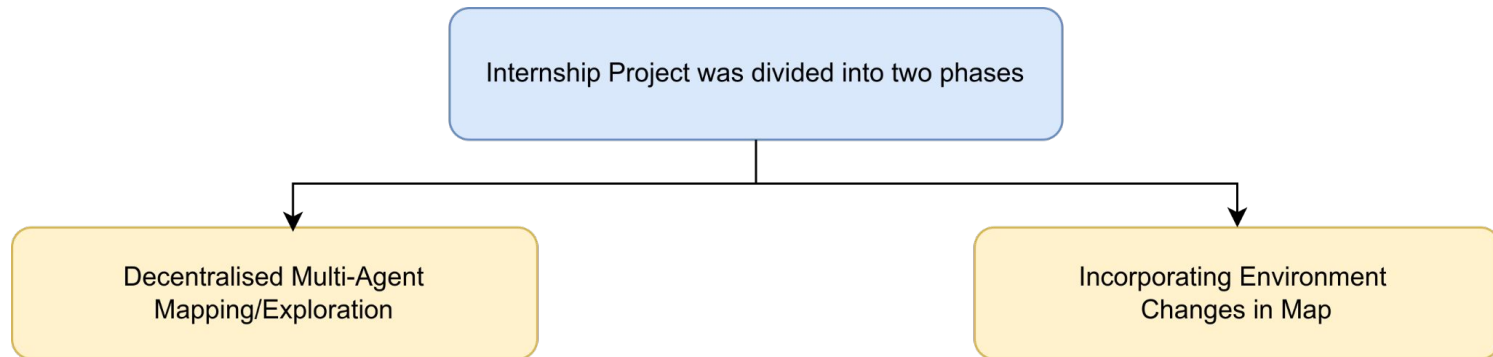 Internship Project was divided into two phases
Decentralised Multi-Agent
Mapping/Exploration
Incorporating Environment
Changes in Map